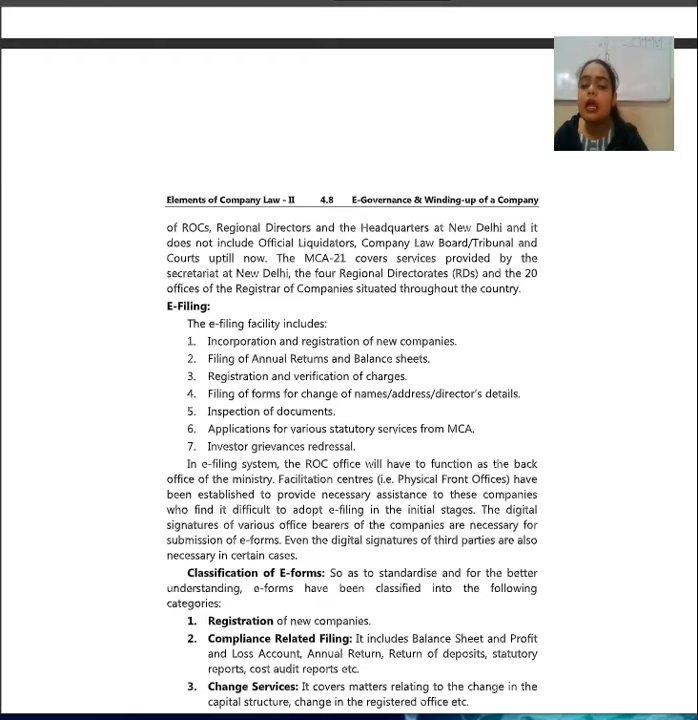 Elements of Company Law - II 4.8 E-Governance & Winding-up of a Company
of ROCs, Regional Directors and the Headquarters at New Delhi and it
does not include Official Liquidators, Company Law Board/Tribunal and
Courts uptill now. The MCA-21 covers services provided by the
secretariat at New Delhi, the four Regional Directorates (RDs) and the 20
offices of the Registrar of Companies situated throughout the country.
E-Filing:
The e-filing facility includes:
1. Incorporation and registration of new companies.
2. Filing of Annual Returns and Balance sheets.
3. Registration and verification of charges.
4. Filing of forms for change of names/address/director's details.
5. Inspection of documents.
6. Applications for various statutory services from MCA.
7. Investor grievances redressal.
In e-filing system, the ROC office will have to function as the back
office of the ministry. Facilitation centres (i.e. Physical Front Offices) have
been established to provide necessary assistance to these companies
who find it difficult to adopt e-filing in the initial stages. The digital
signatures of various office bearers of the companies are necessary for
submission of e-forms. Even the digital signatures of third parties are also
necessary in certain cases.
Classification of E-forms: So as to standardise and for the better
understanding, e-forms have been classified into the following
categories:
1. Registration of new companies.
2. Compliance Related Filing: It includes Balance Sheet and Profit
and Loss Account, Annual Return, Return of deposits, statutory
reports, cost audit reports etc.
3. Change Services: It covers matters relating to the change in the
capital structure, change in the registered office etc.